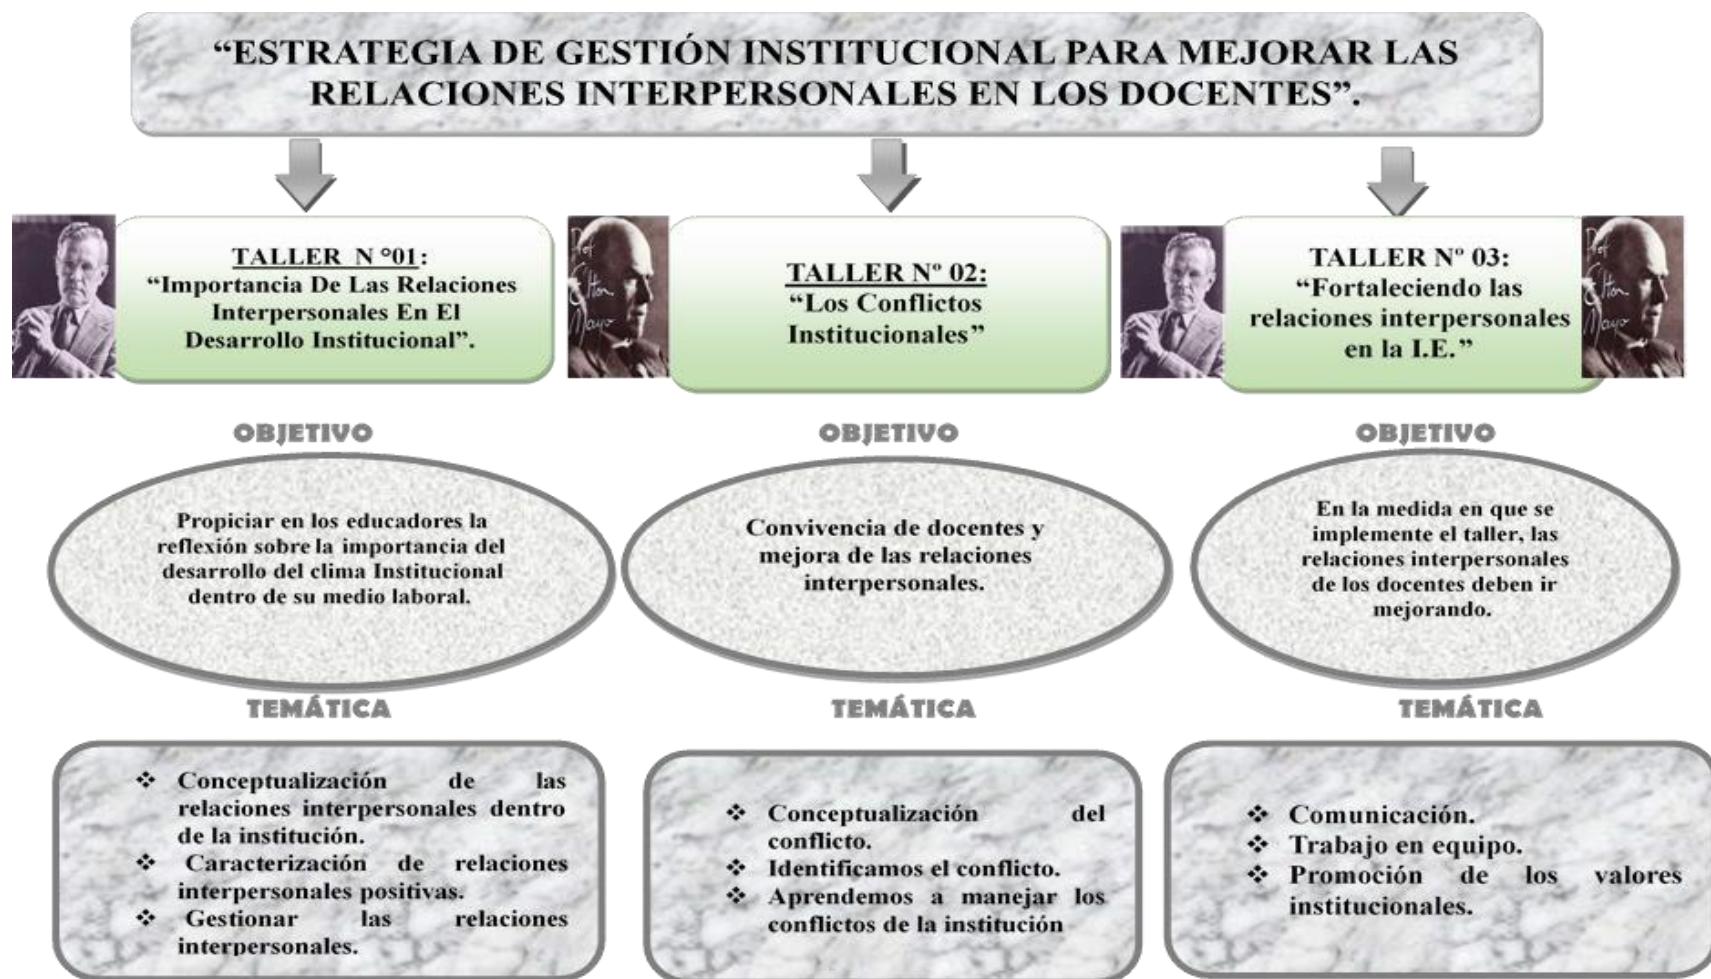 “ESTRATEGIA DE GESTIÓN INSTITUCIONAL PARA MEJORAR LAS
RELACIONES INTERPERSONALES EN LOS DOCENTES”.
TALLER N °01:
“Importancia De Las Relaciones
Interpersonales En El
Desarrollo Institucional”.
Prof
Elton
Mayo
TALLER Nº 02:
“Los Conflictos
Institucionales”
TALLER Nº 03:
“Fortaleciendo las
relaciones interpersonales
en la I.E.”
Prof
Elton
Mayo
OBJETIVO
Propiciar en los educadores la
reflexión sobre la importancia del
desarrollo del clima Institucional
dentro de su medio laboral.
OBJETIVO
Convivencia de docentes y
mejora de las relaciones
interpersonales.
OBJETIVO
En la medida en que se
implemente el taller, las
relaciones interpersonales
de los docentes deben ir
mejorando.
TEMÁTICA
❖ Conceptualización de las
relaciones interpersonales dentro
de la institución.
❖ Caracterización de relaciones
interpersonales positivas.
❖ Gestionar las relaciones
interpersonales.
TEMÁTICA
❖ Conceptualización del
conflicto.
❖ Identificamos el conflicto.
❖ Aprendemos a manejar los
conflictos de la institución
TEMÁTICA
❖ Comunicación.
❖ Trabajo en equipo.
❖ Promoción de los valores
institucionales.